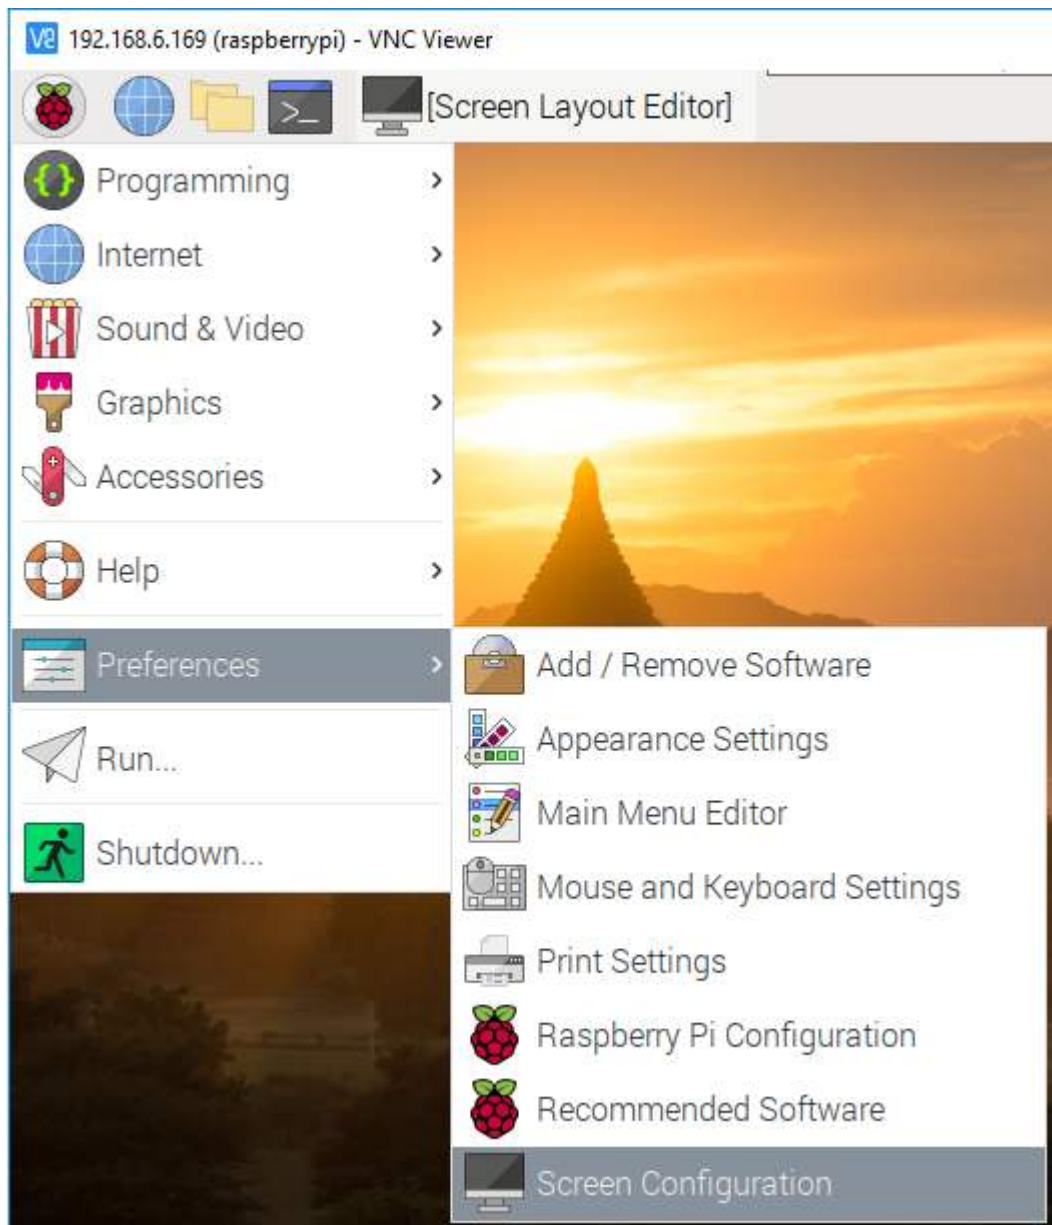 192.168.6.169 (raspberrypi) - VNC Viewer
[Screen Layout Editor]
Programming
Internet
Sound & Video
Graphics
Accessories
Help
Preferences
Run...
Shutdown...
Add / Remove Software
Appearance Settings
Main Menu Editor
Mouse and Keyboard Settings
Print Settings
Raspberry Pi Configuration
Recommended Software
Screen Configuration